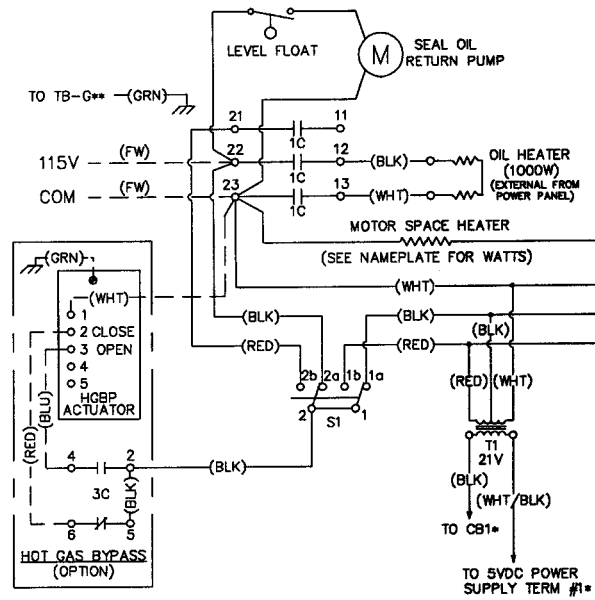 LEVEL FLOAT
M
SEAL OIL
RETURN PUMP
TO TB-G** (GRN)
21
11
1C
115V (FW) 22
1C
12 (BLK)
OIL HEATER
(1000W)
(EXTERNAL FROM
POWER PANEL)
COM (FW) 23
1C
13 (WHT)
MOTOR SPACE HEATER
(SEE NAMEPLATE FOR WATTS)
(GRN)
(WHT)
(WHT)
1
2 CLOSE
3 OPEN
4
5
HGBP
ACTUATOR
(BLK)
(BLK)
(BLK)
(RED)
(RED)
2b 2a 1b 1a
(RED) (WHT)
2 S1 1
(BLU)
(RED)
T1
21V
4 2
3C
(BLK)
(BLK)
6 5
(BLK)
(WHT/BLK)
HOT GAS BYPASS
(OPTION)
TO CB1*
TO 5VDC POWER
SUPPLY TERM #1*